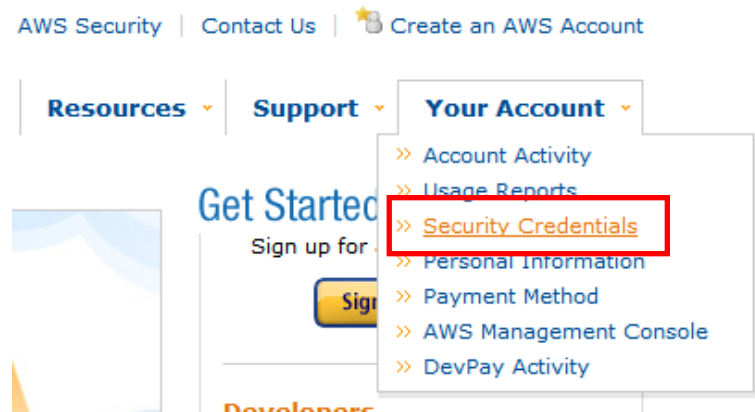 AWS Security | Contact Us | Create an AWS Account
Resources Support Your Account
» Account Activity
» Usage Reports
Get Started
» Security Credentials
Sign up for
» Personal Information
» Payment Method
» AWS Management Console
» DevPay Activity
Developers